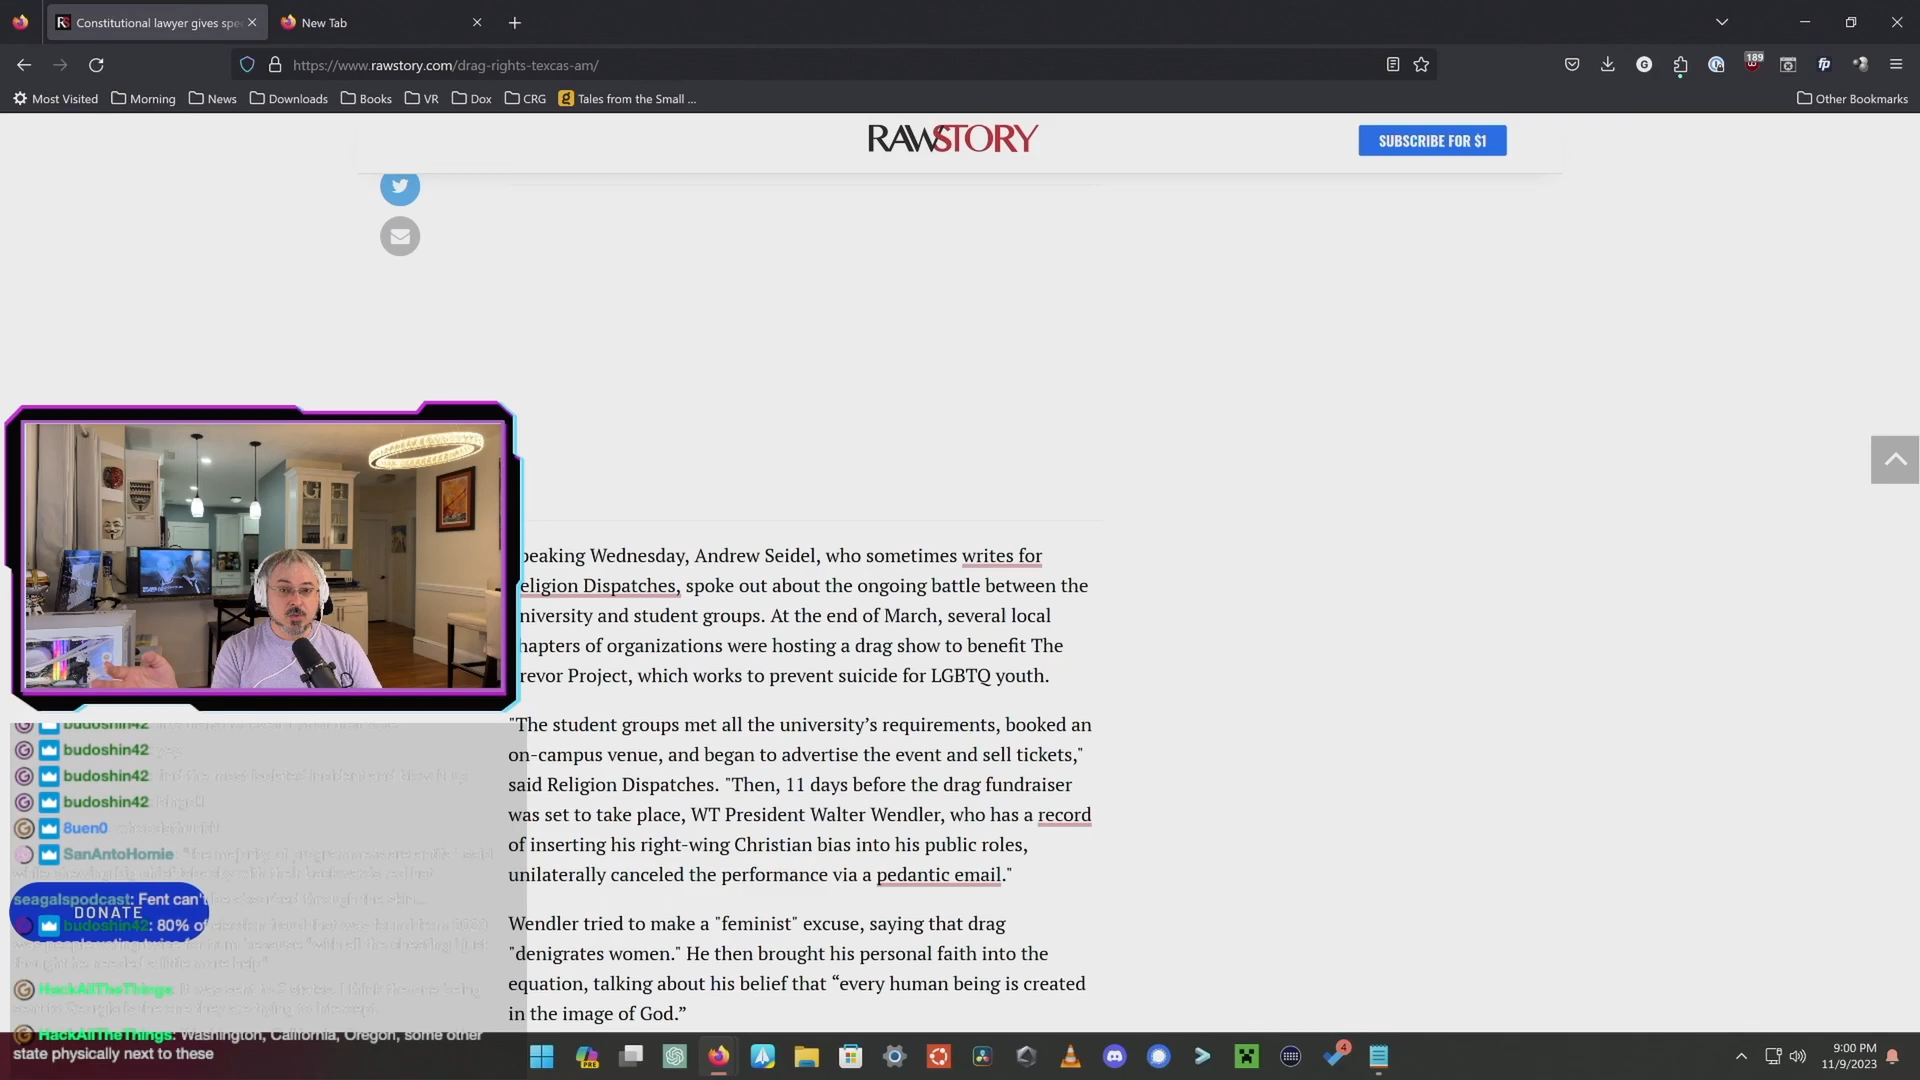 Constitutional lawyer gives spe
New Tab
https://www.rawstory.com/drag-rights-texcas-am/
189
Most Visited
Morning
News
Downloads
Books
VR
Dox
CRG
Tales from the Small ...
Other Bookmarks
RAWSTORY
SUBSCRIBE FOR $1
peaking Wednesday, Andrew Seidel, who sometimes writes for
eligion Dispatches, spoke out about the ongoing battle between the
niversity and student groups. At the end of March, several local
hapters of organizations were hosting a drag show to benefit The
revor Project, which works to prevent suicide for LGBTQ youth.
"The student groups met all the university's requirements, booked an
on-campus venue, and began to advertise the event and sell tickets,"
said Religion Dispatches. "Then, 11 days before the drag fundraiser
was set to take place, WT President Walter Wendler, who has a record
of inserting his right-wing Christian bias into his public roles,
unilaterally canceled the performance via a pedantic email."
Wendler tried to make a "feminist" excuse, saying that drag
"denigrates women." He then brought his personal faith into the
equation, talking about his belief that “every human being is created
in the image of God.”
budoshin42
budoshin42
budoshin42
budoshin42
8uen0
SanAntoHomie
seagalspodcast: Fent can't be absorbed through the skin...
DONATE
budoshin42: 80% of
HackAllTheThings:
HackAllTheThings: Washington, California, Oregon, some other
state physically next to these
PRE
4
9:00 PM
11/9/2023